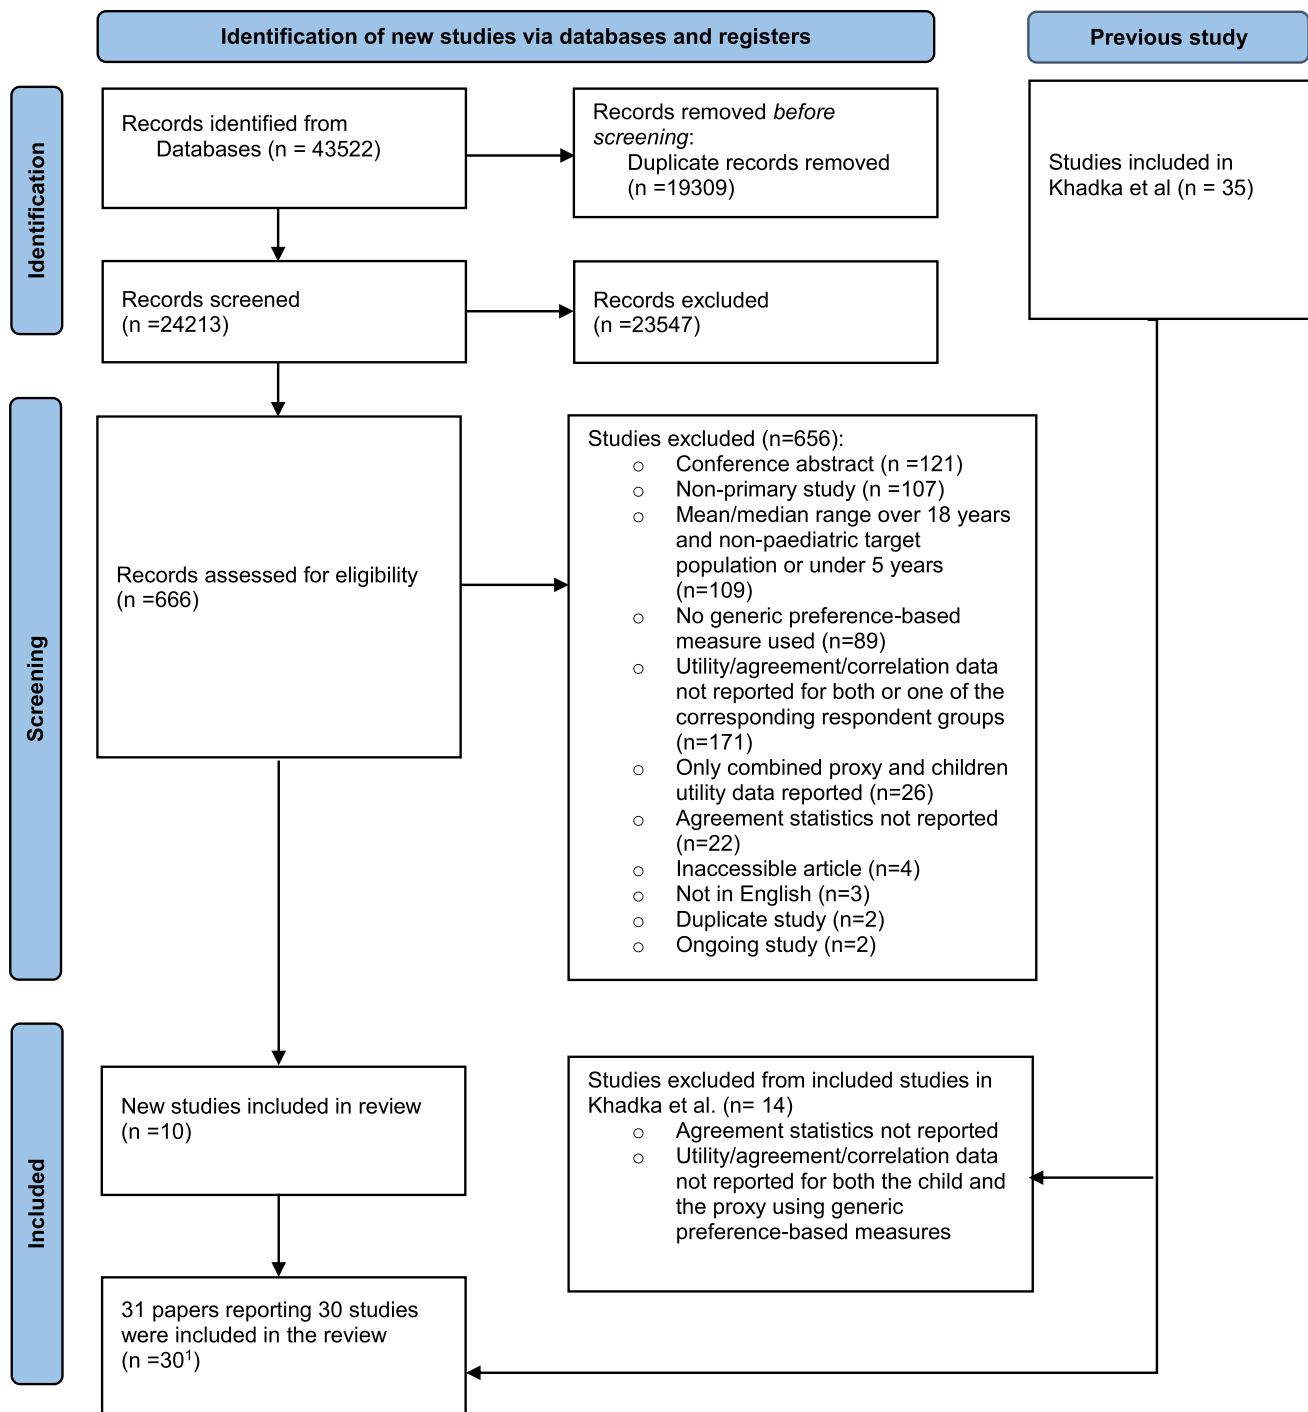 Identification of new studies via databases and registers
Previous study
Identification
Records identified from
Databases (n = 43522)
Records removed before
screening:
Duplicate records removed
(n =19309)
Studies included in
Khadka et al (n = 35)
Records screened
(n =24213)
Records excluded
(n =23547)
Screening
Records assessed for eligibility
(n =666)
Studies excluded (n=656):
o Conference abstract (n =121)
o Non-primary study (n =107)
o Mean/median range over 18 years
and non-paediatric target
population or under 5 years
(n=109)
o No generic preference-based
measure used (n=89)
o Utility/agreement/correlation data
not reported for both or one of the
corresponding respondent groups
(n=171)
o Only combined proxy and children
utility data reported (n=26)
o Agreement statistics not reported
(n=22)
o Inaccessible article (n=4)
o Not in English (n=3)
o Duplicate study (n=2)
o Ongoing study (n=2)
Included
New studies included in review
(n =10)
Studies excluded from included studies in
Khadka et al. (n= 14)
o Agreement statistics not reported
o Utility/agreement/correlation data
not reported for both the child and
the proxy using generic
preference-based measures
31 papers reporting 30 studies
were included in the review
(n =30¹)